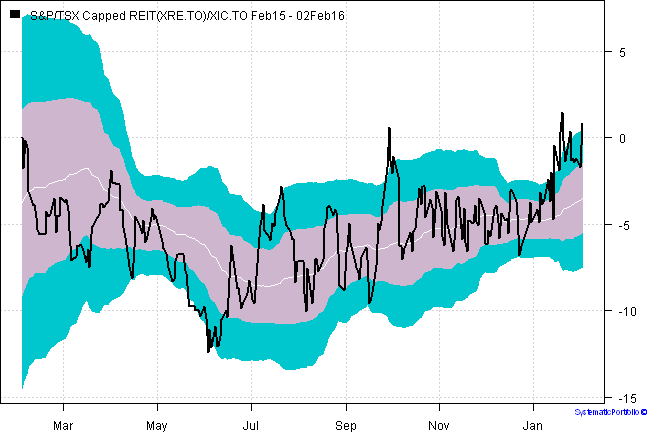 S&P/TSX Capped REIT(XRE.TO)/XIC.TO Feb15 - 02Feb16
5
0
-5
-10
-15
SystematicPortfolio ©
Mar May Jul Sep Nov Jan